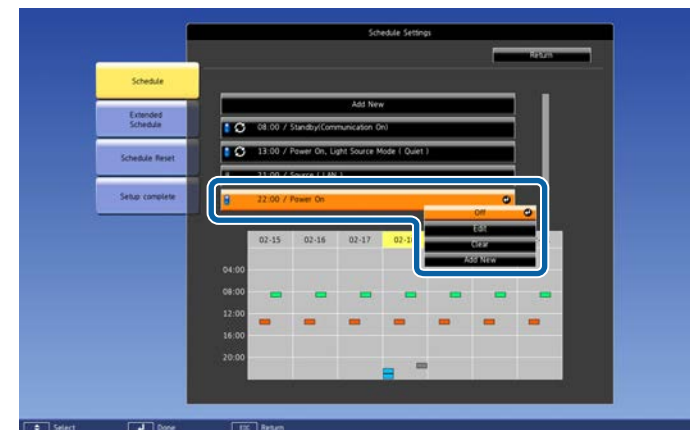 Schedule Settings
Return
Schedule
Extended
Schedule
Schedule Reset
Setup complete
Add New
08:00 / Standby(Communication On)
13:00 / Power On, Light Source Mode ( Quiet )
21:00 / Source ( LAN )
22:00 / Power On
Off
Edit
Clear
Add New
02-15 02-16 02-17 02-18
04:00
08:00
12:00
16:00
20:00
Select Done ESC Return